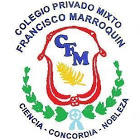 COLEGIO PRIVADO MIXTO
FRANCISCO MARROQUIN
CFM
CIENCIA - CONCORDIA - NOBLEZA